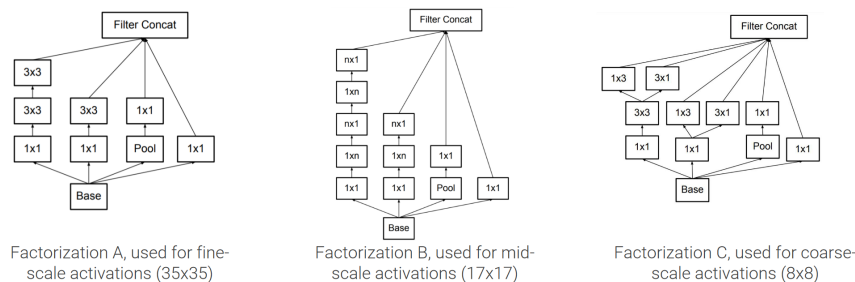 Filter Concat
3x3
3x3 3x3 1x1
1x1 1x1 Pool 1x1
Base
Factorization A, used for fine-
scale activations (35x35)
Filter Concat
nx1
1xn
nx1 nx1
1xn 1xn 1x1
1x1 1x1 Pool 1x1
Base
Factorization B, used for mid-
scale activations (17x17)
Filter Concat
1x3 3x1
3x3 1x3 3x1 1x1
1x1 1x1 Pool 1x1
Base
Factorization C, used for coarse-
scale activations (8x8)